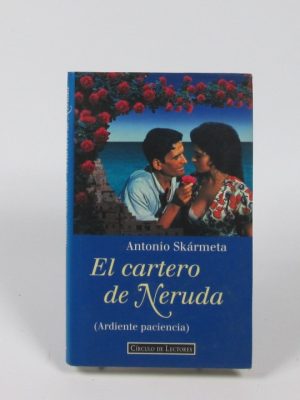 Antonio Skármeta
El cartero
de Neruda
(Ardiente paciencia)
CÍRCULO DE LECTORES